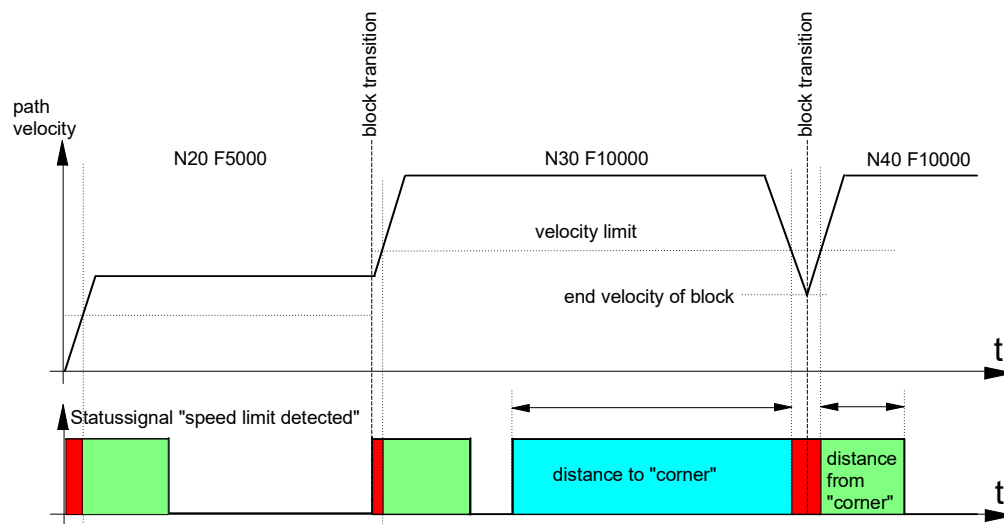 block transition
block transition
path
velocity
N20 F5000
N30 F10000
N40 F10000
velocity limit
end velocity of block
t
Statussignal "speed limit detected"
distance to "corner"
distance
from
"corner"
t